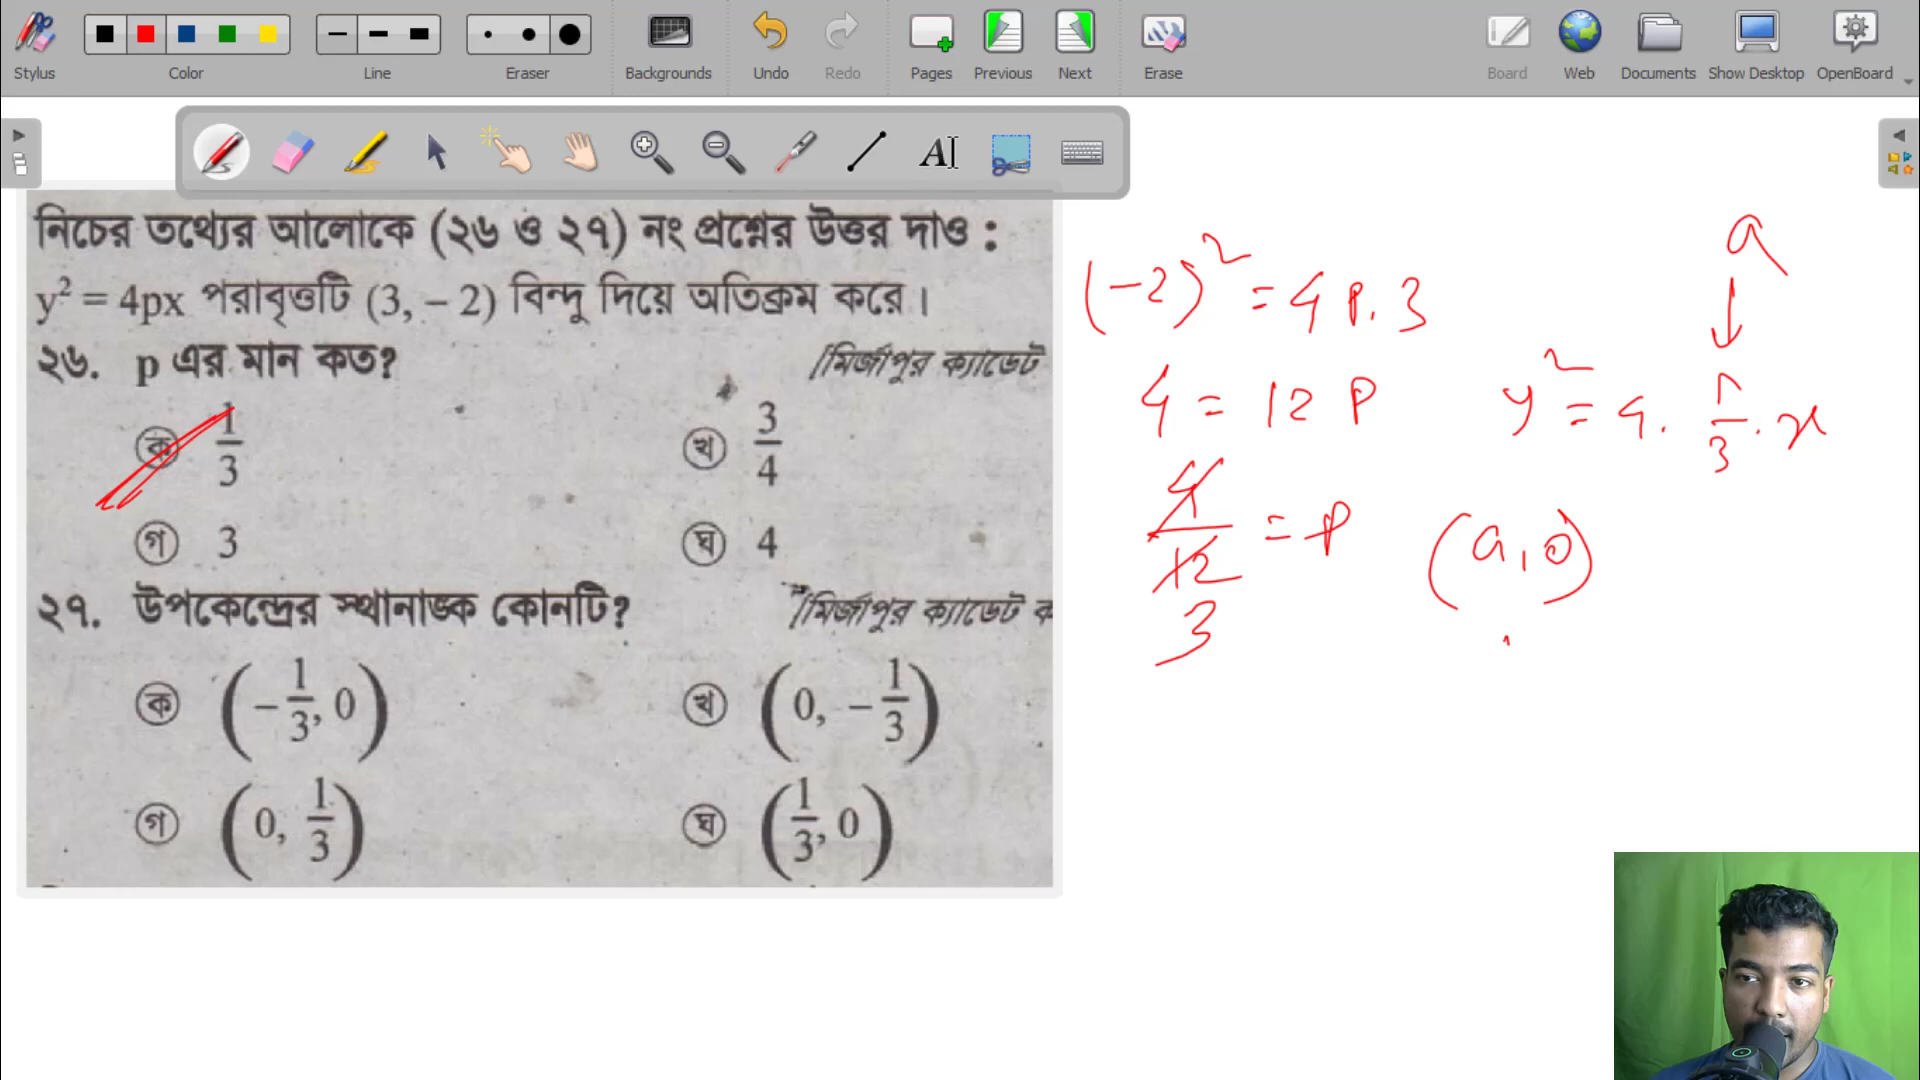 Stylus Color Line Eraser Backgrounds Undo Redo Pages Previous Next Erase Board Web Documents Show Desktop OpenBoard
নিচের তথ্যের আলোকে (২৬ ও ২৭) নং প্রশ্নের উত্তর দাও :
y² = 4px পরাবৃত্তটি (3, – 2) বিন্দু দিয়ে অতিক্রম করে।
২৬. p এর মান কত? [মির্জাপুর ক্যাডেট
ক 1/3 খ 3/4
গ 3 ঘ 4
২৭. উপকেন্দ্রের স্থানাঙ্ক কোনটি? [মির্জাপুর ক্যাডেট ক
ক (–1/3, 0) খ (0, –1/3)
গ (0, 1/3) ঘ (1/3, 0)
(-2)² = 4 p. 3
4 = 12 p
4/12 = p
3
a
↓
y² = 4. 1/3 . x
(a, 0)